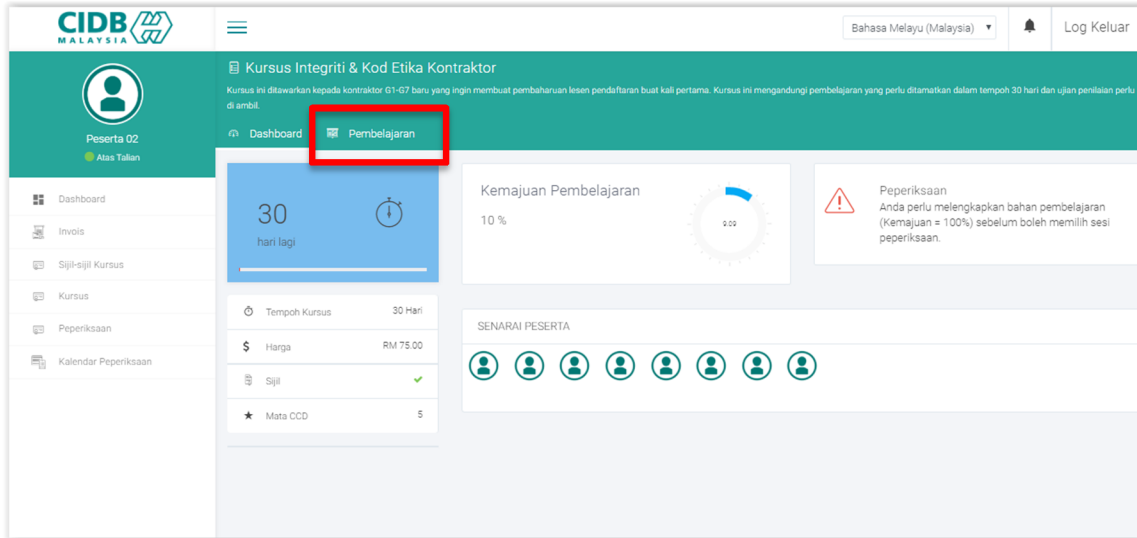 CIDB
MALAYSIA
Bahasa Melayu (Malaysia)
Log Keluar
Peserta 02
Atas Talian
Dashboard
Invois
Sijil-sijil Kursus
Kursus
Peperiksaan
Kalendar Peperiksaan
Kursus Integriti & Kod Etika Kontraktor
Kursus ini ditawarkan kepada kontraktor G1-G7 baru yang ingin membuat pembaharuan lesen pendaftaran buat kali pertama. Kursus ini mengandungi pembelajaran yang perlu ditamatkan dalam tempoh 30 hari dan ujian penilaian perlu
di ambil.
Dashboard Pembelajaran
30
hari lagi
Tempoh Kursus 30 Hari
Harga RM 75.00
Sijil
Mata CCD 5
Kemajuan Pembelajaran
10 %
9.09
Peperiksaan
Anda perlu melengkapkan bahan pembelajaran
(Kemajuan = 100%) sebelum boleh memilih sesi
peperiksaan.
SENARAI PESERTA